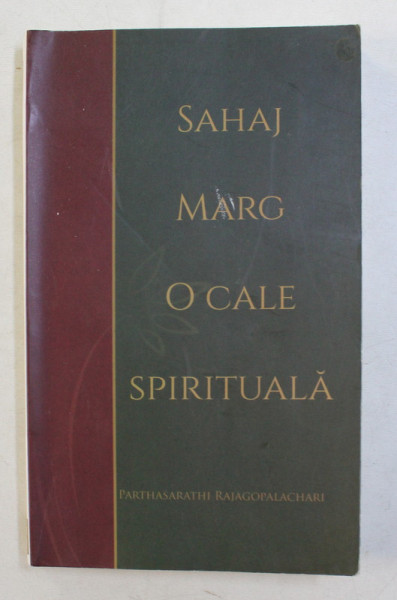 SAHAJ
MARG
O CALE
SPIRITUALĂ
PARTHASARATHI RAJAGOPALACHARI